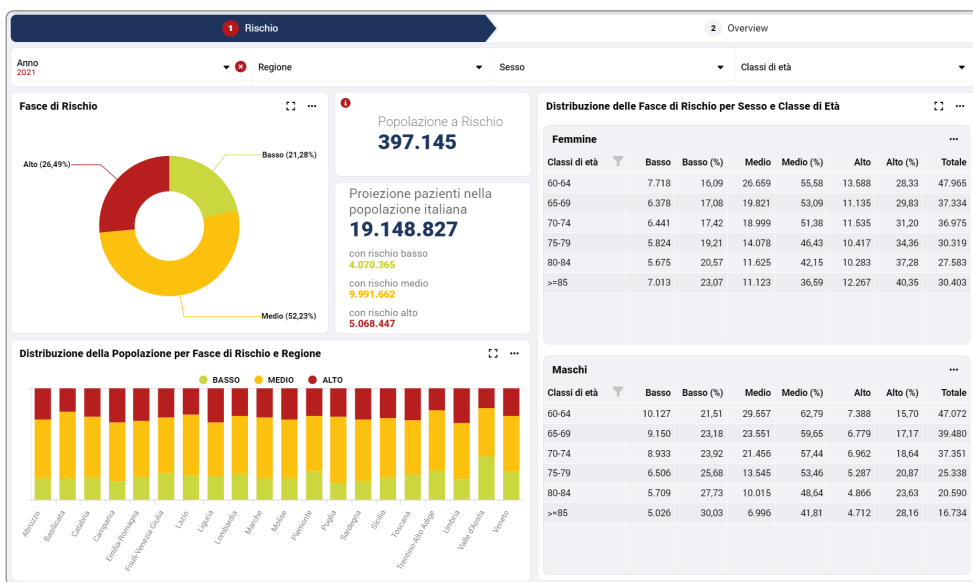 1 Rischio
2 Overview
Anno
2021
Regione
Sesso
Classi di età
Fasce di Rischio
Alto (26,49%)
Basso (21,28%)
Medio (52,23%)
Popolazione a Rischio
397.145
Proiezione pazienti nella
popolazione italiana
19.148.827
con rischio basso
4.070.365
con rischio medio
9.991.662
con rischio alto
5.068.447
Distribuzione della Popolazione per Fasce di Rischio e Regione
BASSO MEDIO ALTO
Abruzzo
Basilicata
Calabria
Campania
Emilia-Romagna
Friuli-Venezia Giulia
Lazio
Liguria
Lombardia
Marche
Molise
Piemonte
Puglia
Sardegna
Sicilia
Toscana
Trentino-Alto Adige
Umbria
Valle d'Aosta
Veneto
Distribuzione delle Fasce di Rischio per Sesso e Classe di Età
Femmine
Classi di età Basso Basso (%) Medio Medio (%) Alto Alto (%) Totale
60-64 7.718 16,09 26.659 55,58 13.588 28,33 47.965
65-69 6.378 17,08 19.821 53,09 11.135 29,83 37.334
70-74 6.441 17,42 18.999 51,38 11.535 31,20 36.975
75-79 5.824 19,21 14.078 46,43 10.417 34,36 30.319
80-84 5.675 20,57 11.625 42,15 10.283 37,28 27.583
>=85 7.013 23,07 11.123 36,59 12.267 40,35 30.403
Maschi
Classi di età Basso Basso (%) Medio Medio (%) Alto Alto (%) Totale
60-64 10.127 21,51 29.557 62,79 7.388 15,70 47.072
65-69 9.150 23,18 23.551 59,65 6.779 17,17 39.480
70-74 8.933 23,92 21.456 57,44 6.962 18,64 37.351
75-79 6.506 25,68 13.545 53,46 5.287 20,87 25.338
80-84 5.709 27,73 10.015 48,64 4.866 23,63 20.590
>=85 5.026 30,03 6.996 41,81 4.712 28,16 16.734